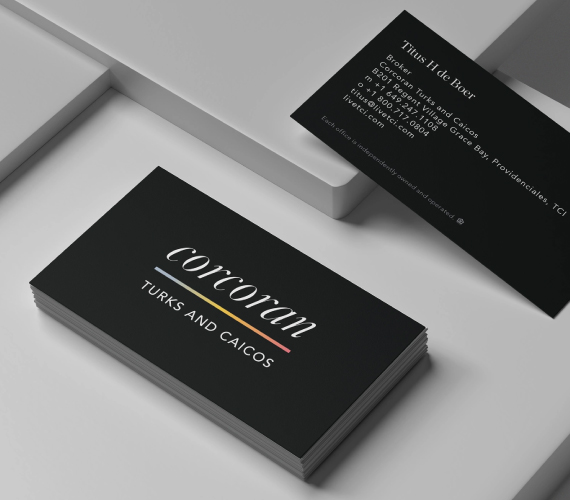 Titus H de Boer
Broker
Corcoran Turks and Caicos
B201 Regent Village Grace Bay, Providenciales, TCI
m +1 649.247.1108
o +1 800.717.0804
titus@livetci.com
livetci.com
Each office is independently owned and operated.
corcoran
TURKS AND CAICOS